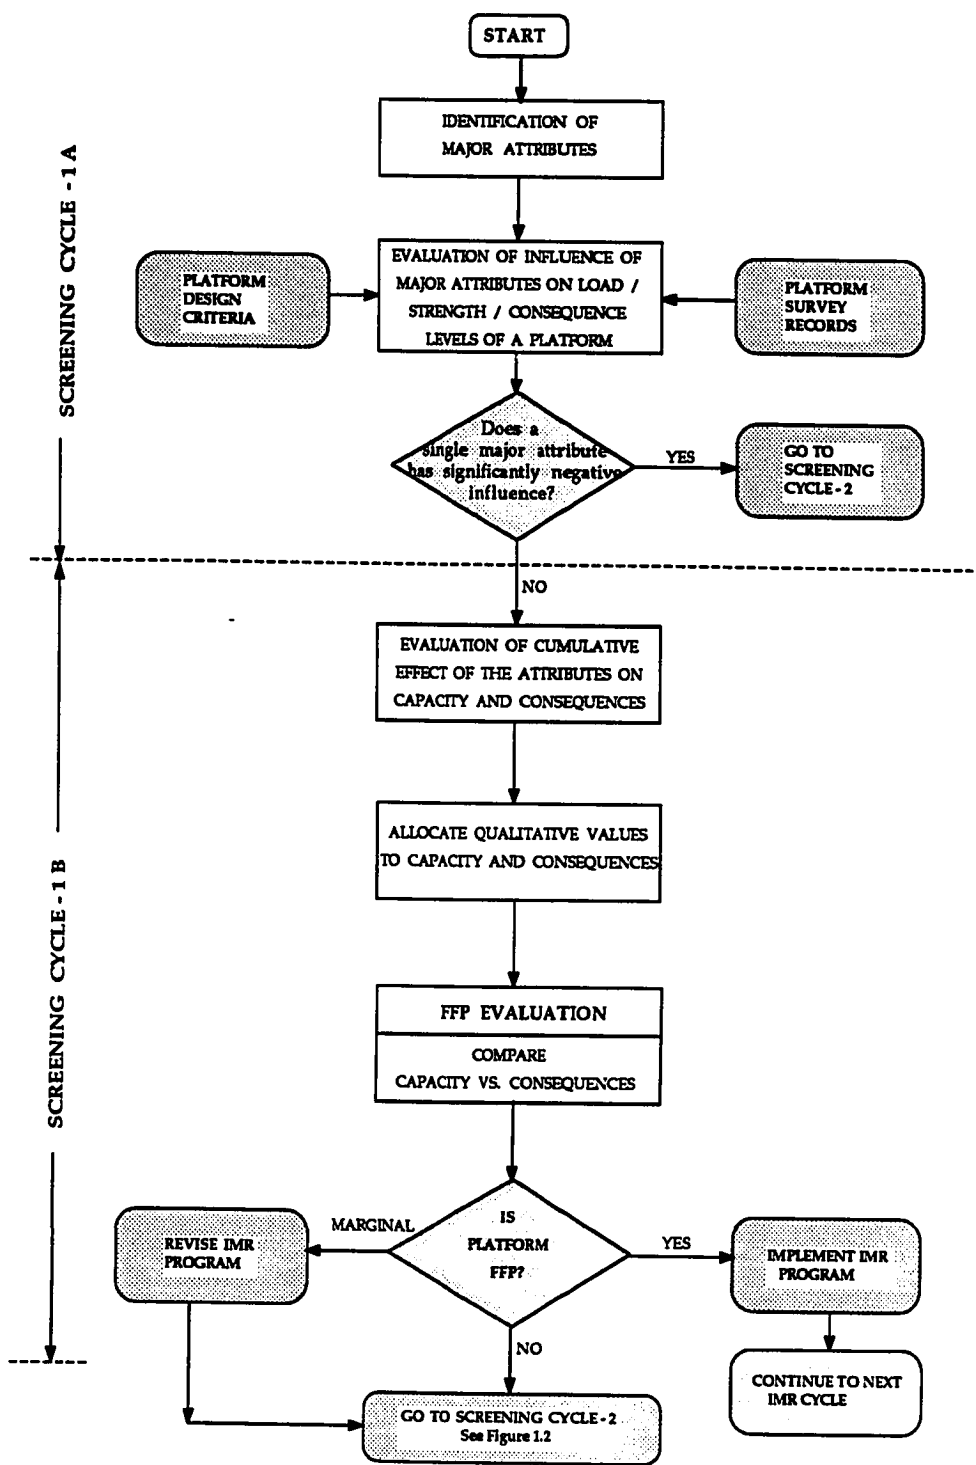 START
IDENTIFICATION OF
MAJOR ATTRIBUTES
SCREENING CYCLE - 1 A
EVALUATION OF INFLUENCE OF
MAJOR ATTRIBUTES ON LOAD /
STRENGTH / CONSEQUENCE
LEVELS OF A PLATFORM
PLATFORM
DESIGN
CRITERIA
PLATFORM
SURVEY
RECORDS
Does a
single major attribute
has significantly negative
influence?
YES
GO TO
SCREENING
CYCLE - 2
NO
EVALUATION OF CUMULATIVE
EFFECT OF THE ATTRIBUTES ON
CAPACITY AND CONSEQUENCES
ALLOCATE QUALITATIVE VALUES
TO CAPACITY AND CONSEQUENCES
SCREENING CYCLE - 1 B
FFP EVALUATION
COMPARE
CAPACITY VS. CONSEQUENCES
IS
PLATFORM
FFP?
MARGINAL
REVISE IMR
PROGRAM
YES
IMPLEMENT IMR
PROGRAM
NO
CONTINUE TO NEXT
IMR CYCLE
GO TO SCREENING CYCLE - 2
See Figure 1.2